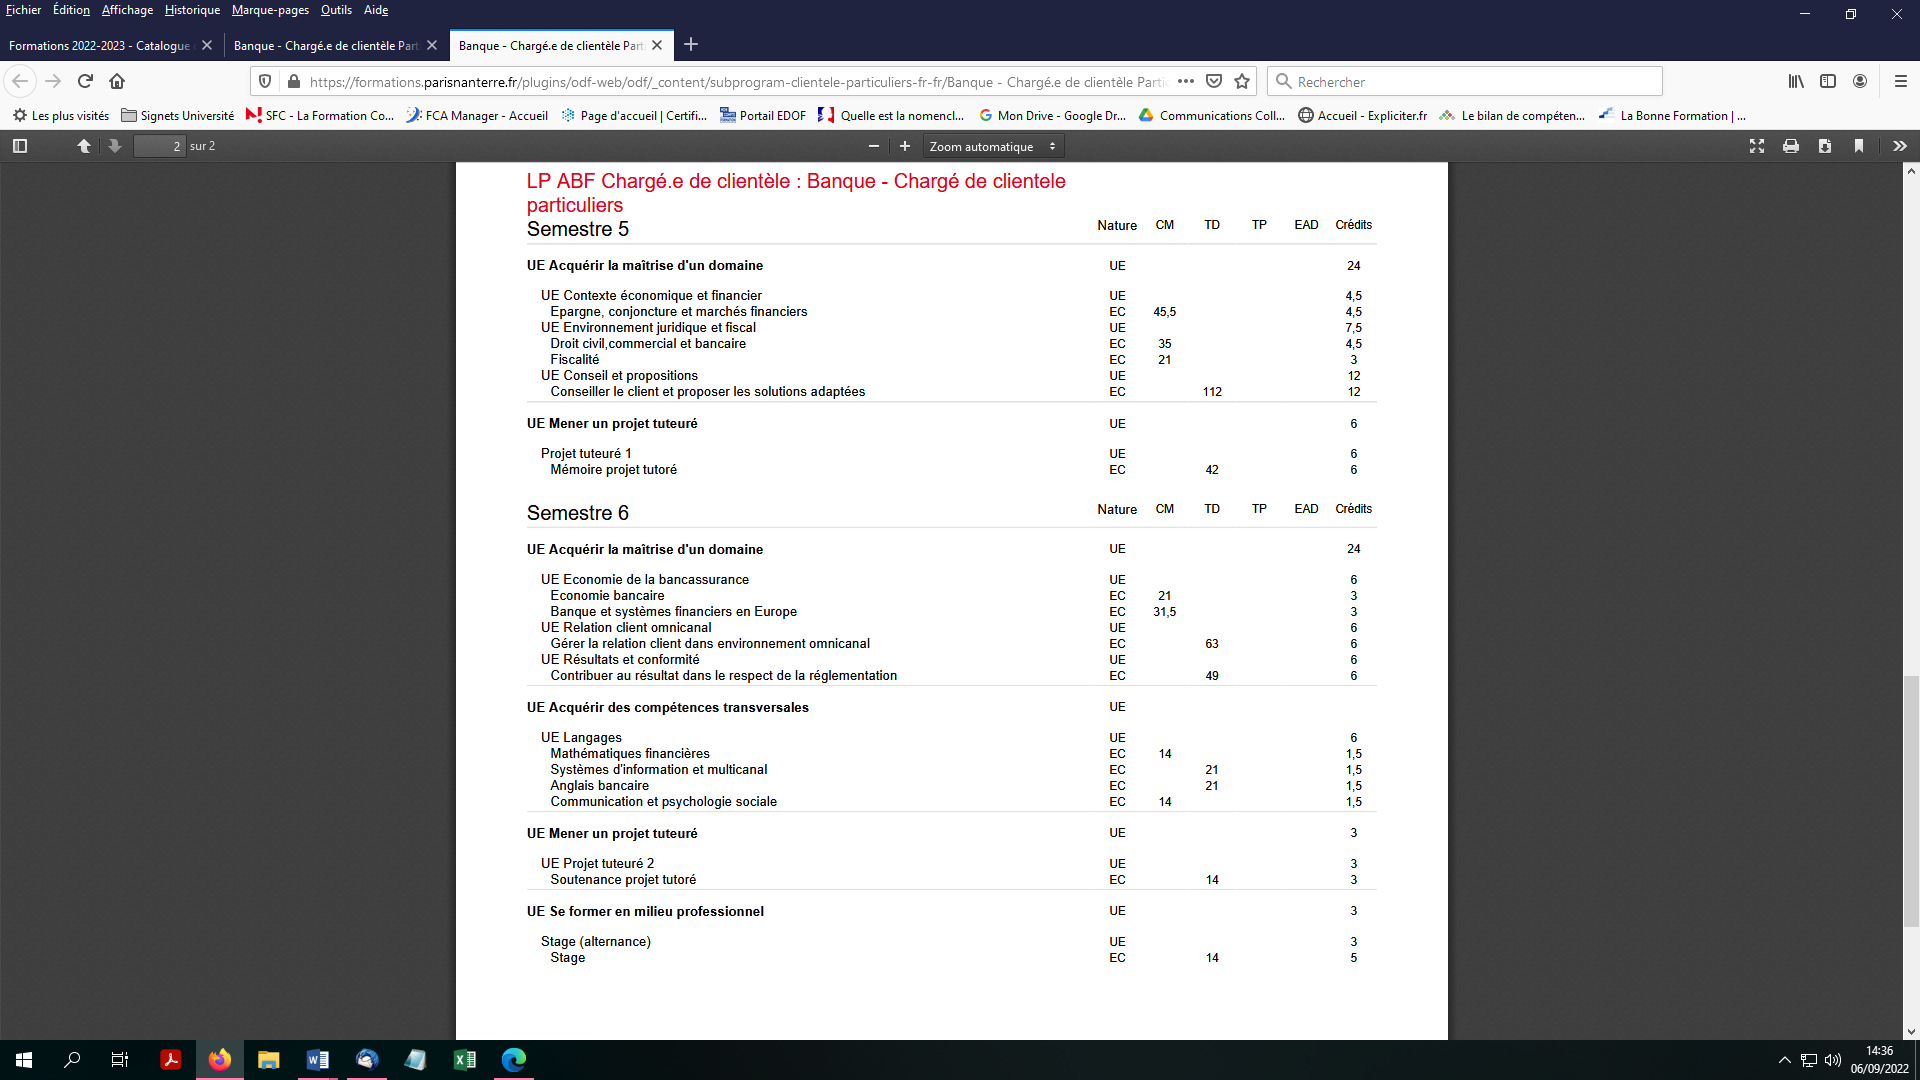 Fichier Édition Affichage Historique Marque-pages Outils Aide
Formations 2022-2023 - Catalogue
Banque - Chargé.e de clientèle Part
Banque - Chargé.e de clientèle Part
https://formations.parisnanterre.fr/plugins/odf-web/odf/_content/subprogram-clientele-particuliers-fr-fr/Banque - Chargé.e de clientèle Partic
Rechercher
Les plus visités Signets Université SFC - La Formation Co... FCA Manager - Accueil Page d'accueil | Certifi... Portail EDOF Quelle est la nomencl... Mon Drive - Google Dr... Communications Coll... Accueil - Expliciter.fr Le bilan de compéten... La Bonne Formation | ...
2 sur 2 Zoom automatique
LP ABF Chargé.e de clientèle : Banque - Chargé de clientele
particuliers
Semestre 5 Nature CM TD TP EAD Crédits
UE Acquérir la maîtrise d'un domaine UE 24
UE Contexte économique et financier UE 4,5
Epargne, conjoncture et marchés financiers EC 45,5 4,5
UE Environnement juridique et fiscal UE 7,5
Droit civil,commercial et bancaire EC 35 4,5
Fiscalité EC 21 3
UE Conseil et propositions UE 12
Conseiller le client et proposer les solutions adaptées EC 112 12
UE Mener un projet tuteuré UE 6
Projet tuteuré 1 UE 6
Mémoire projet tutoré EC 42 6
Semestre 6 Nature CM TD TP EAD Crédits
UE Acquérir la maîtrise d'un domaine UE 24
UE Economie de la bancassurance UE 6
Economie bancaire EC 21 3
Banque et systèmes financiers en Europe EC 31,5 3
UE Relation client omnicanal UE 6
Gérer la relation client dans environnement omnicanal EC 63 6
UE Résultats et conformité UE 6
Contribuer au résultat dans le respect de la réglementation EC 49 6
UE Acquérir des compétences transversales UE
UE Langages UE 6
Mathématiques financières EC 14 1,5
Systèmes d'information et multicanal EC 21 1,5
Anglais bancaire EC 21 1,5
Communication et psychologie sociale EC 14 1,5
UE Mener un projet tuteuré UE 3
UE Projet tuteuré 2 UE 3
Soutenance projet tutoré EC 14 3
UE Se former en milieu professionnel UE 3
Stage (alternance) UE 3
Stage EC 14 5
14:36
06/09/2022